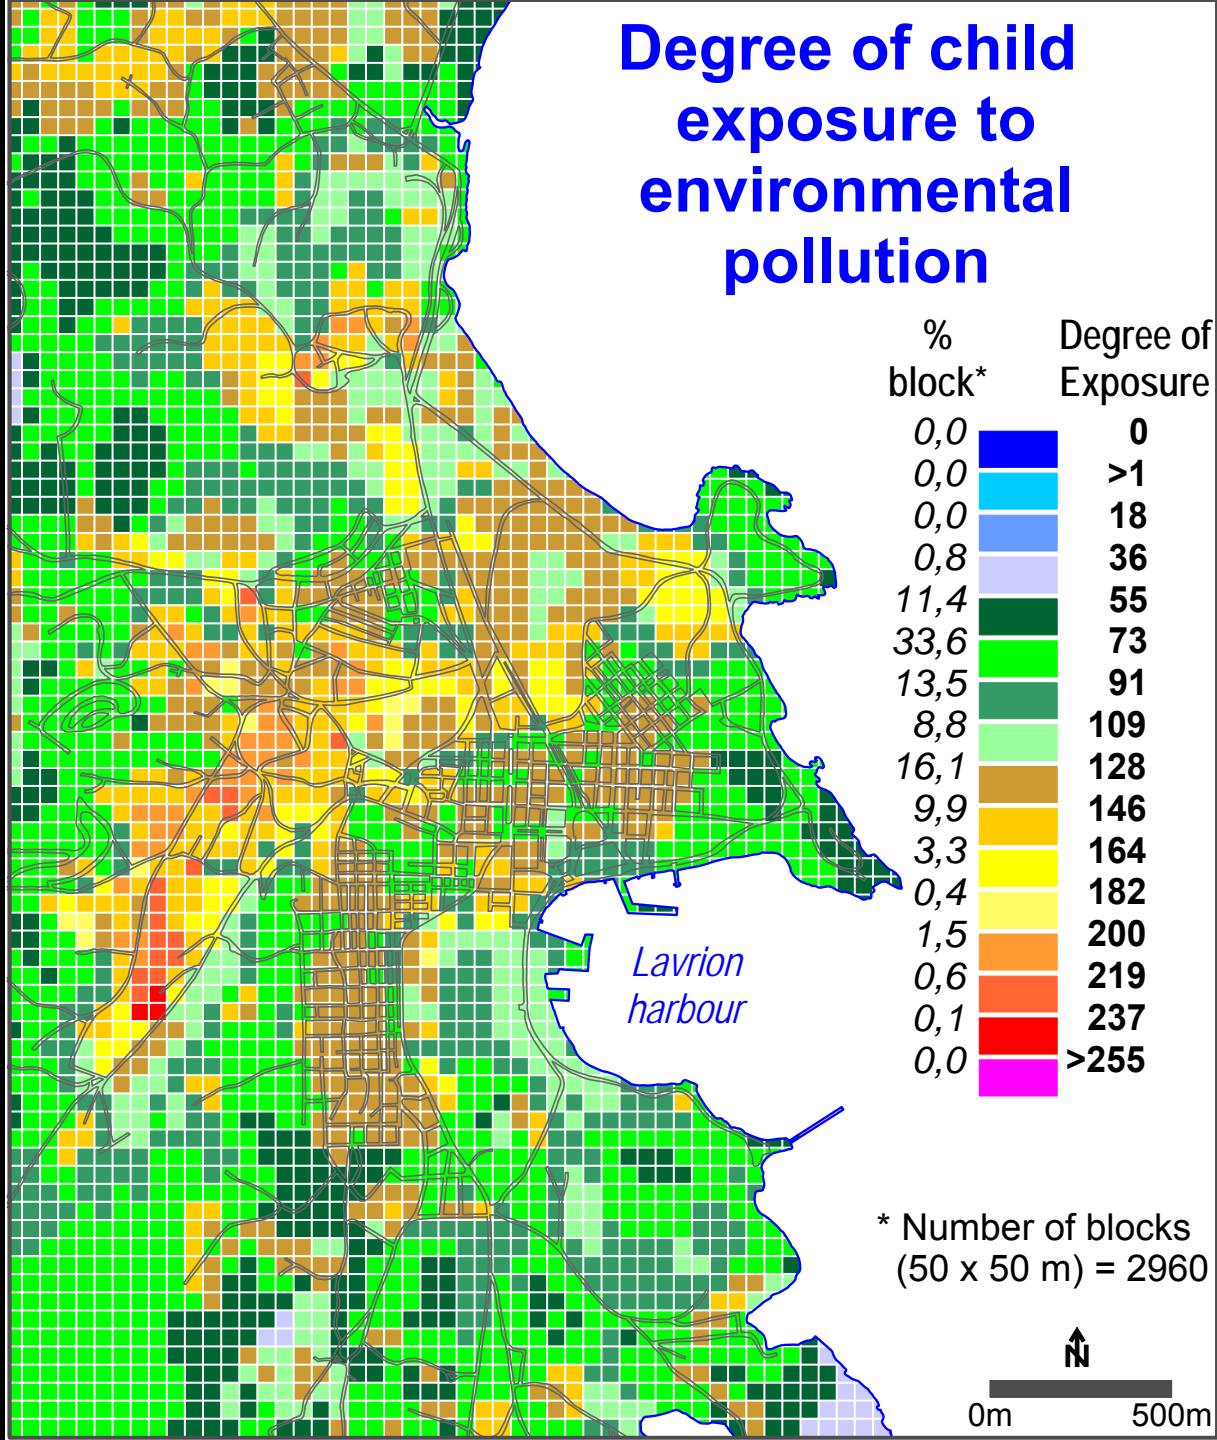 Degree of child
exposure to
environmental
pollution
% Degree of
block* Exposure
0,0 0
0,0 >1
0,0 18
0,8 36
11,4 55
33,6 73
13,5 91
8,8 109
16,1 128
9,9 146
3,3 164
0,4 182
1,5 200
0,6 219
0,1 237
0,0 >255
Lavrion
harbour
* Number of blocks
(50 x 50 m) = 2960
N
0m 500m